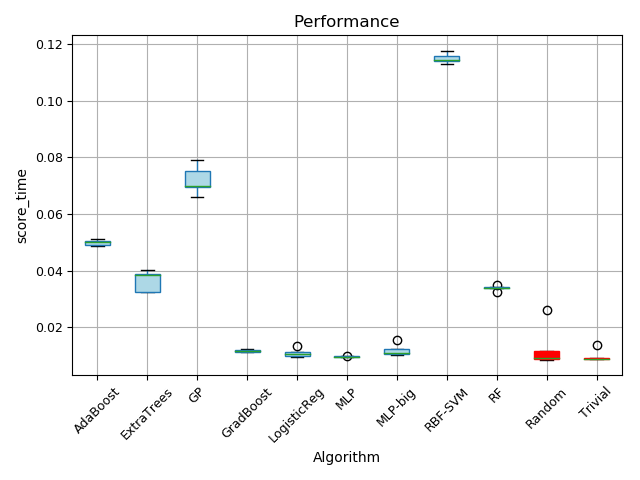 Performance
0.12
0.10
0.08
0.06
0.04
0.02
score_time
AdaBoost
ExtraTrees
GP
GradBoost
LogisticReg
MLP
MLP-big
RBF-SVM
RF
Random
Trivial
Algorithm